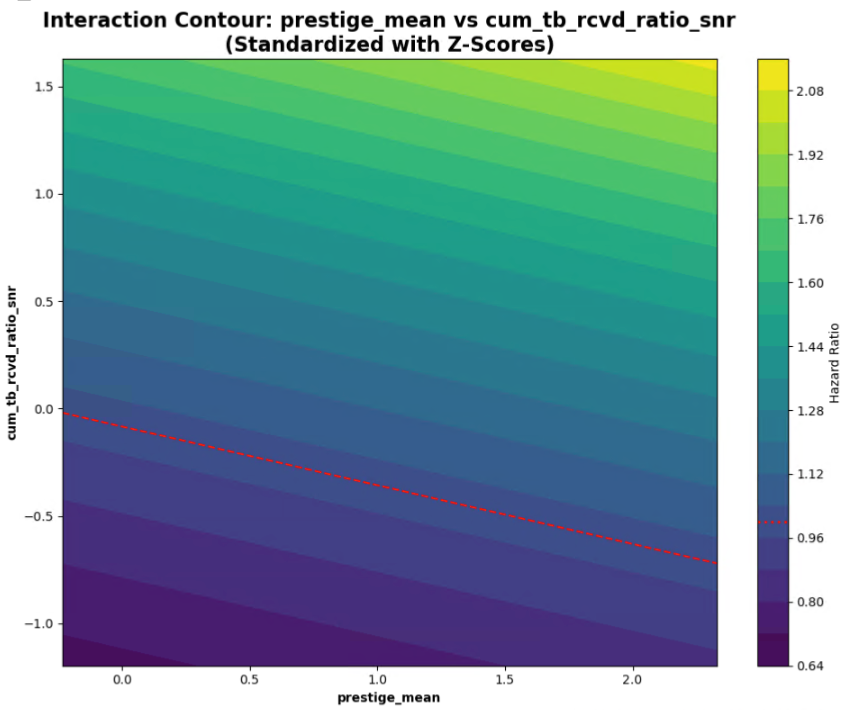 Interaction Contour: prestige_mean vs cum_tb_rcvd_ratio_snr
(Standardized with Z-Scores)
cum_tb_rcvd_ratio_snr
1.5
1.0
0.5
0.0
−0.5
−1.0
0.0 0.5 1.0 1.5 2.0
prestige_mean
2.08
1.92
1.76
1.60
1.44
1.28
1.12
0.96
0.80
0.64
Hazard Ratio